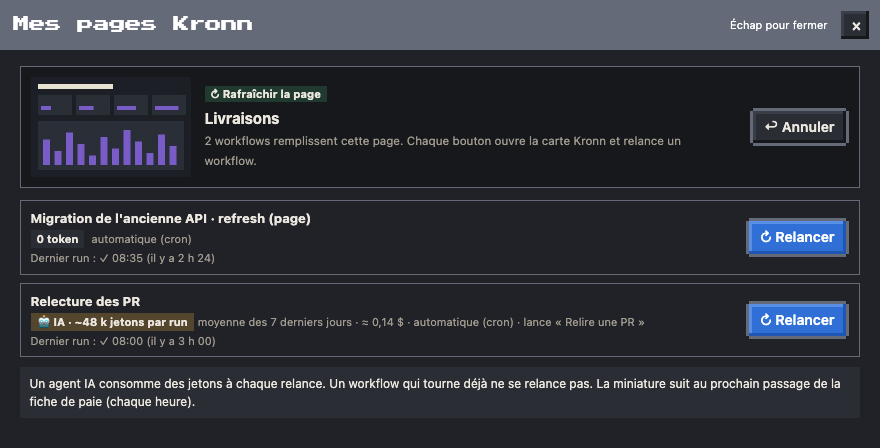 Mes pages Kronn
Échap pour fermer
×
↻ Rafraîchir la page
Livraisons
2 workflows remplissent cette page. Chaque bouton ouvre la carte Kronn et relance un
workflow.
↩ Annuler
Migration de l'ancienne API · refresh (page)
0 token automatique (cron)
Dernier run : ✓ 08:35 (il y a 2 h 24)
↻ Relancer
Relecture des PR
🤖 IA · ~48 k jetons par run moyenne des 7 derniers jours · ≈ 0,14 $ · automatique (cron) · lance « Relire une PR »
Dernier run : ✓ 08:00 (il y a 3 h 00)
↻ Relancer
Un agent IA consomme des jetons à chaque relance. Un workflow qui tourne déjà ne se relance pas. La miniature suit au prochain passage de la
fiche de paie (chaque heure).